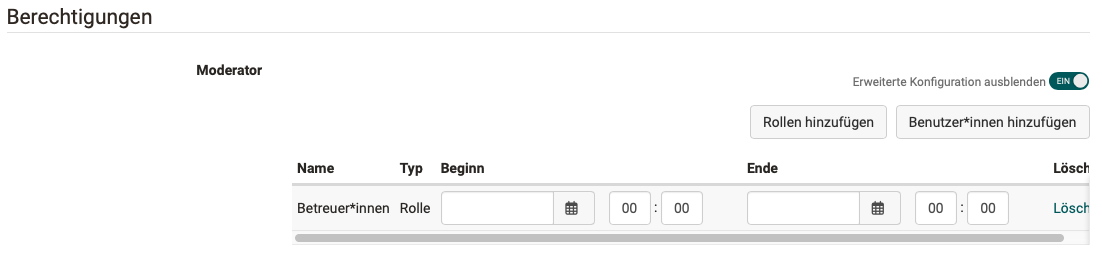 Berechtigungen
Moderator
Erweiterte Konfiguration ausblenden EIN
Rollen hinzufügen Benutzer*innen hinzufügen
Name Typ Beginn Ende Lösch
Betreuer*innen Rolle 00 : 00 00 : 00 Lösch